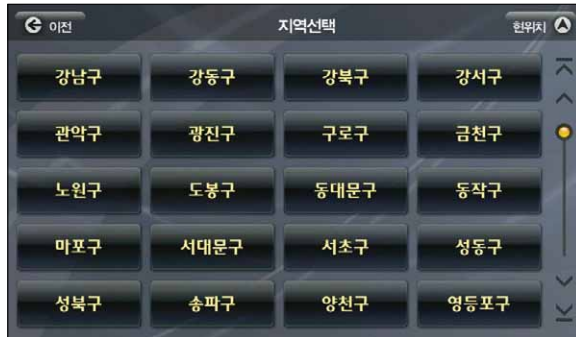 이전 지역선택 현위치
강남구 강동구 강북구 강서구
관악구 광진구 구로구 금천구
노원구 도봉구 동대문구 동작구
마포구 서대문구 서초구 성동구
성북구 송파구 양천구 영등포구